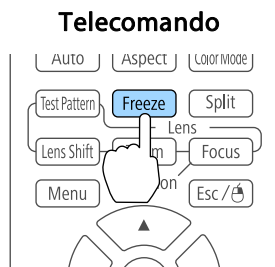 Telecomando
Auto Aspect Color Mode
Test Pattern Freeze Split
Lens
Lens Shift Focus
Menu Esc /